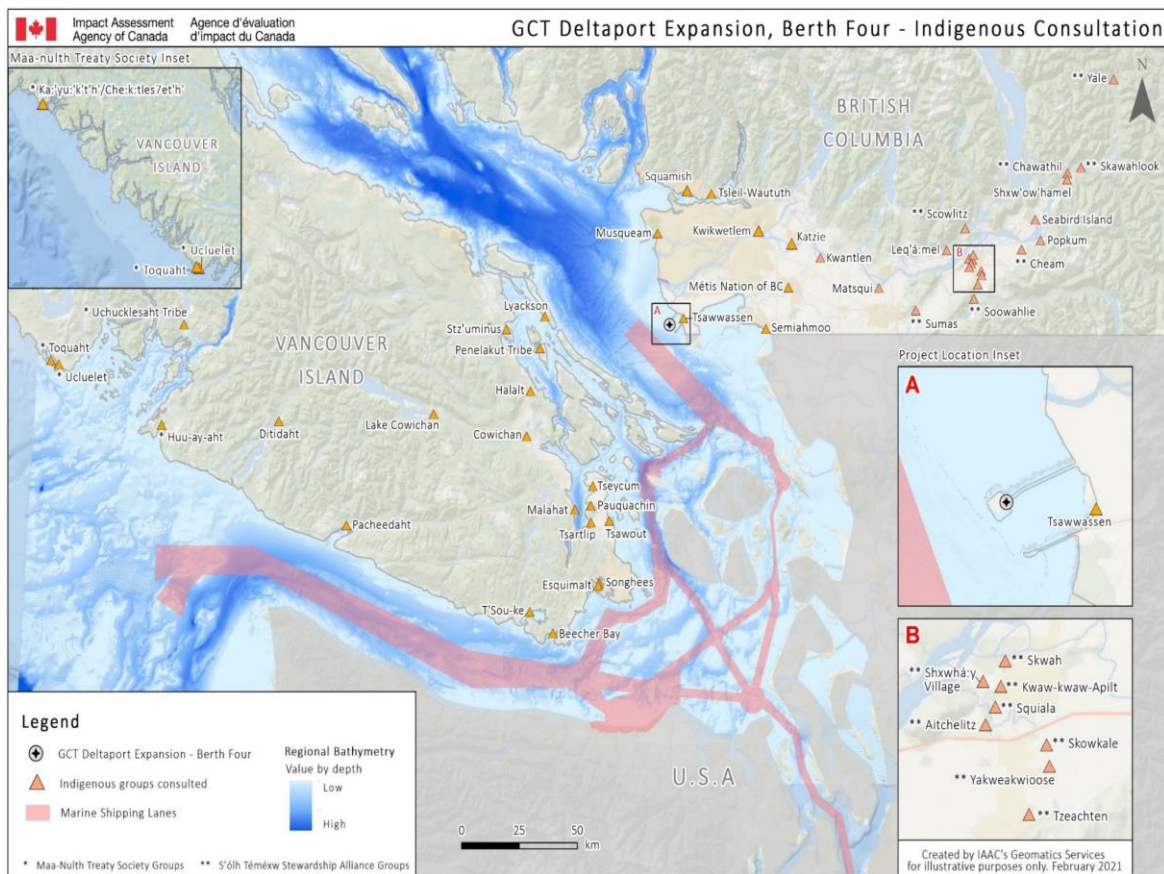 Impact Assessment
Agency of Canada
Agence d'évaluation
d'impact du Canada
GCT Deltaport Expansion, Berth Four - Indigenous Consultation
Maa-nulth Treaty Society Inset
* Ka:'yu:'k't'h'/Che:k:tles7et'h'
VANCOUVER
ISLAND
* Ucluelet
* Toquaht
N
** Yale
BRITISH
COLUMBIA
** Chawathil
** Skawahlook
Shxw'ow'hamel
Squamish
Tsleil-Waututh
** Scowlitz
Seabird Island
Musqueam
Kwikwetlem
Katzie
Popkum
Leq'á:mel
B
Kwantlen
** Cheam
Métis Nation of BC
Matsqui
A
Tsawwassen
** Soowahlie
** Sumas
Semiahmoo
* Uchucklesaht Tribe
Lyackson
Stz'uminus
VANCOUVER
ISLAND
Penelakut Tribe
* Toquaht
* Ucluelet
Halalt
Lake Cowichan
Ditidaht
* Huu-ay-aht
Cowichan
Tseycum
Malahat
Pauquachin
Tsartlip
Tsawout
Pacheedaht
Esquimalt
Songhees
T'Sou-ke
Beecher Bay
U.S.A
Project Location Inset
A
Tsawwassen
B
** Skwah
** Shxwhá:y
Village
** Kwaw-kwaw-Apilt
** Squiala
** Aitchelitz
** Skowkale
** Yakweakwioose
** Tzeachten
Created by IAAC's Geomatics Services
for illustrative purposes only. February 2021
Legend
GCT Deltaport Expansion - Berth Four
Indigenous groups consulted
Marine Shipping Lanes
Regional Bathymetry
Value by depth
Low
High
* Maa-Nulth Treaty Society Groups
** S'ólh Téméxw Stewardship Alliance Groups
0 25 50
km